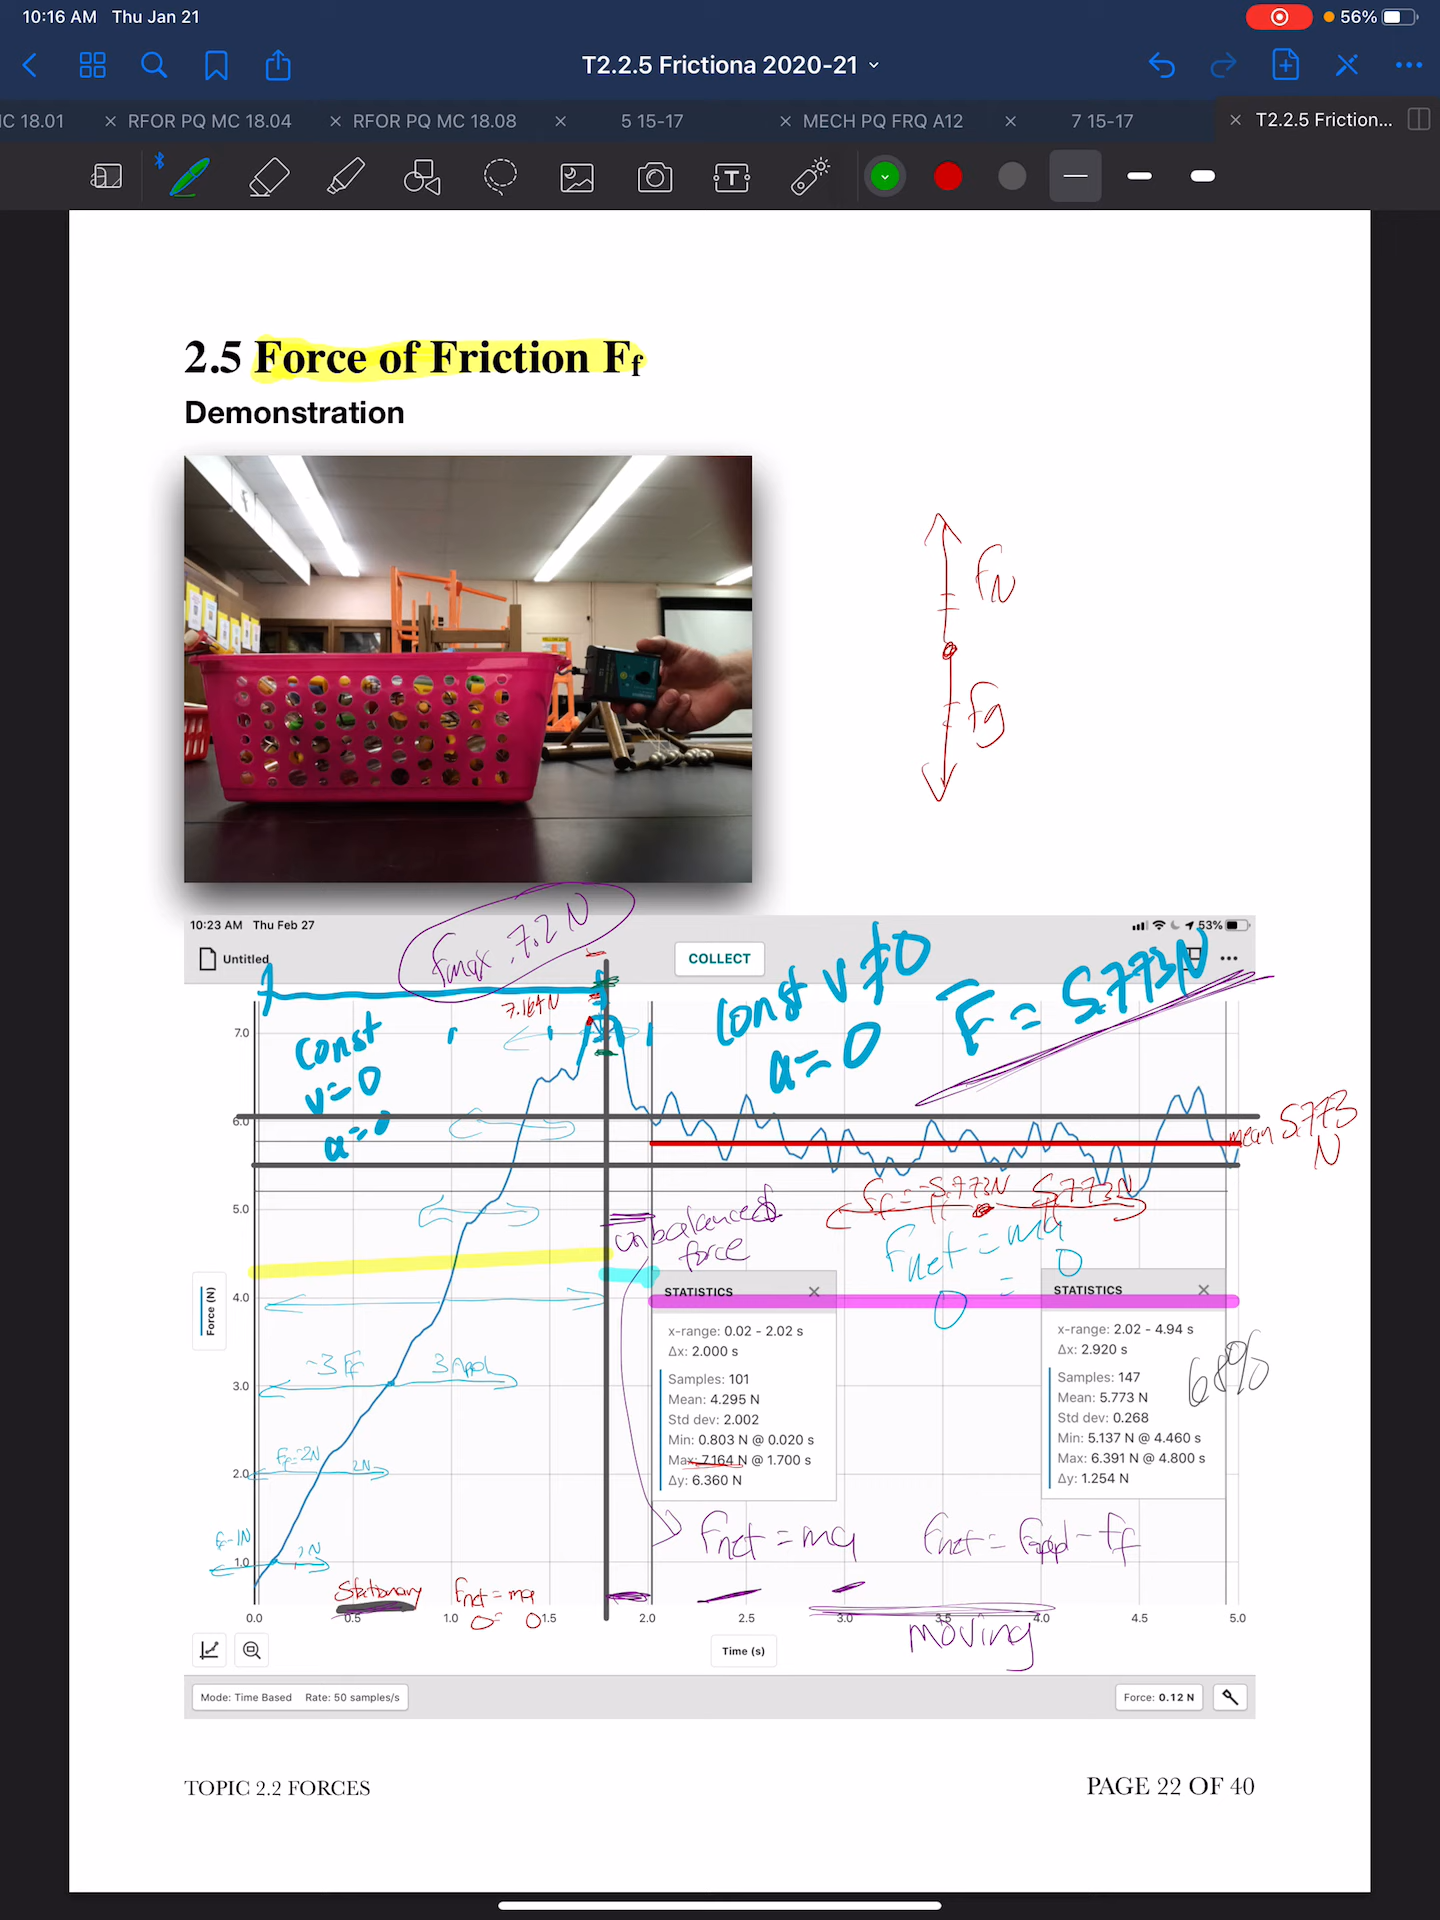 10:16 AM Thu Jan 21
56%
T2.2.5 Frictiona 2020-21
IC 18.01
RFOR PQ MC 18.04
RFOR PQ MC 18.08
5 15-17
MECH PQ FRQ A12
7 15-17
T2.2.5 Friction...
2.5 Force of Friction Ff
Demonstration
FN
Fg
10:23 AM Thu Feb 27
53%
Untitled
Fmax, 7.2 N
COLLECT
7.164N
const v≠0
a=0
F = 5.773N
const
v=0
a=0
7.0
6.0
5.0
4.0
3.0
2.0
1.0
Force (N)
mean 5.773
N
Ff = -5.773N 5.773N
unbalanced
force
Fnet = ma
0 = 0
-3 Ff 3 Appl
Ff=-2N 2N
STATISTICS
x-range: 0.02 - 2.02 s
Δx: 2.000 s
Samples: 101
Mean: 4.295 N
Std dev: 2.002
Min: 0.803 N @ 0.020 s
Max: 7.164 N @ 1.700 s
Δy: 6.360 N
STATISTICS
x-range: 2.02 - 4.94 s
Δx: 2.920 s
Samples: 147
Mean: 5.773 N
Std dev: 0.268
Min: 5.137 N @ 4.460 s
Max: 6.391 N @ 4.800 s
Δy: 1.254 N
68%
Fnet = ma
Fnet = Fappl - Ff
Stationary
Fnet = ma
0 = 0
0.0 0.5 1.0 1.5 2.0 2.5 3.0 3.5 4.0 4.5 5.0
moving
Time (s)
Mode: Time Based Rate: 50 samples/s
Force: 0.12 N
TOPIC 2.2 FORCES
PAGE 22 OF 40